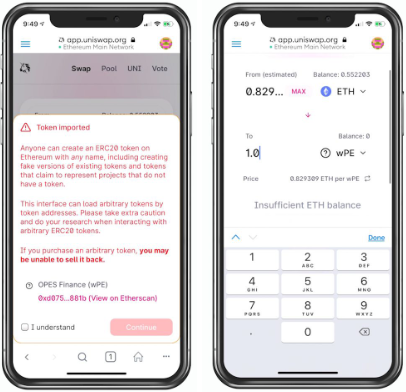 9:49
app.uniswap.org
Ethereum Main Network
Swap Pool UNI Vote
Token imported
Anyone can create an ERC20 token on
Ethereum with any name, including creating
fake versions of existing tokens and tokens
that claim to represent projects that do not
have a token.
This interface can load arbitrary tokens by
token addresses. Please take extra caution
and do your research when interacting with
arbitrary ERC20 tokens.
If you purchase an arbitrary token, you may
be unable to sell it back.
OPES Finance (wPE)
0xd075...88fb (View on Etherscan)
I understand
Continue
1
9:49
app.uniswap.org
Ethereum Main Network
From (estimated) Balance: 0.552203
0.829... MAX ETH
To Balance: 0
1.0 wPE
Price 0.829309 ETH per wPE
Insufficient ETH balance
Done
1 2 3
ABC DEF
4 5 6
GHI JKL MNO
7 8 9
PQRS TUV WXYZ
. 0